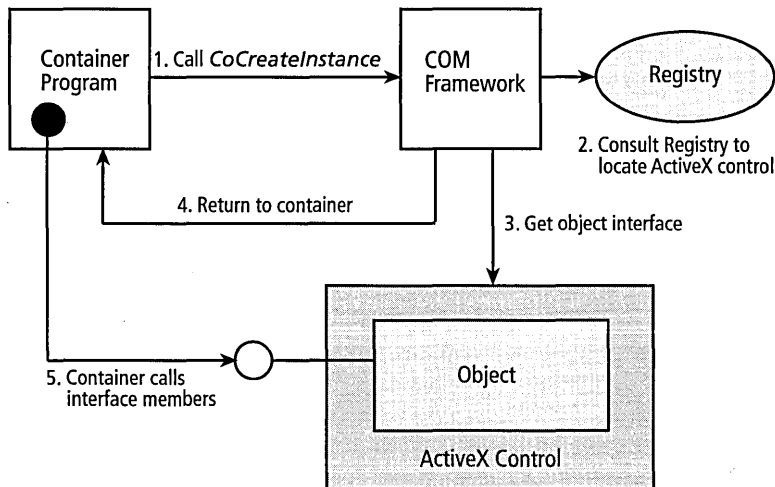 Container
Program
1. Call CoCreateInstance
COM
Framework
Registry
2. Consult Registry to
locate ActiveX control
4. Return to container
3. Get object interface
5. Container calls
interface members
Object
ActiveX Control